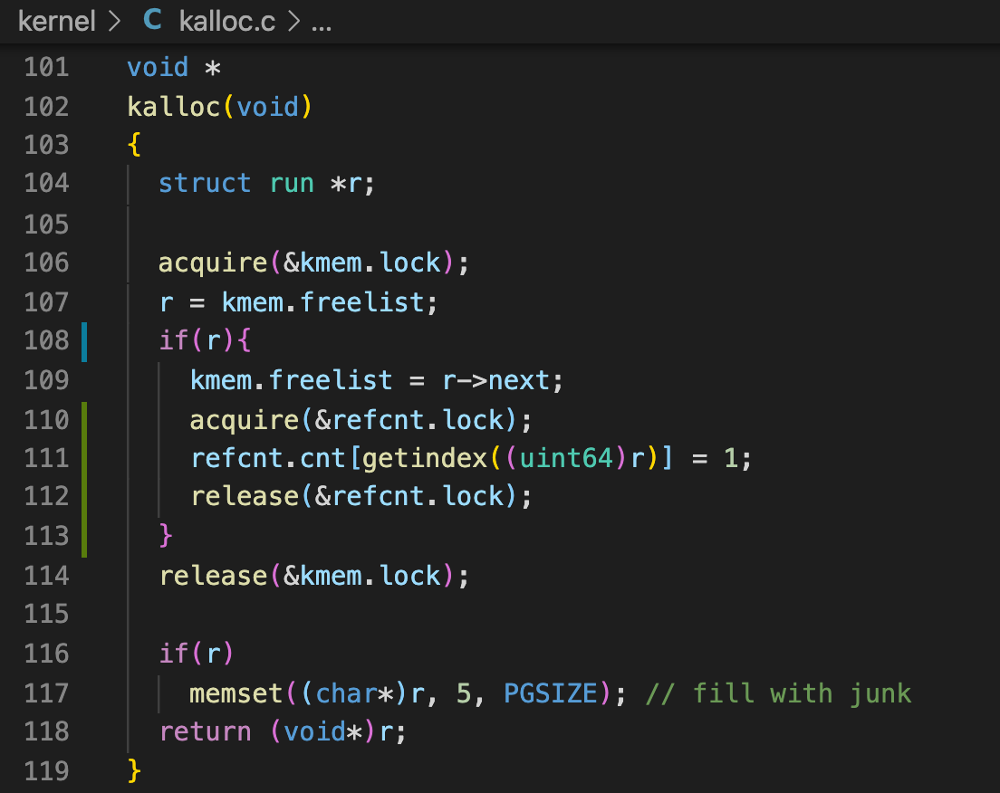 kernel > C kalloc.c > ...
101 void *
102 kalloc(void)
103 {
104   struct run *r;
105
106   acquire(&kmem.lock);
107   r = kmem.freelist;
108   if(r){
109     kmem.freelist = r->next;
110     acquire(&refcnt.lock);
111     refcnt.cnt[getindex((uint64)r)] = 1;
112     release(&refcnt.lock);
113   }
114   release(&kmem.lock);
115
116   if(r)
117     memset((char*)r, 5, PGSIZE); // fill with junk
118   return (void*)r;
119 }